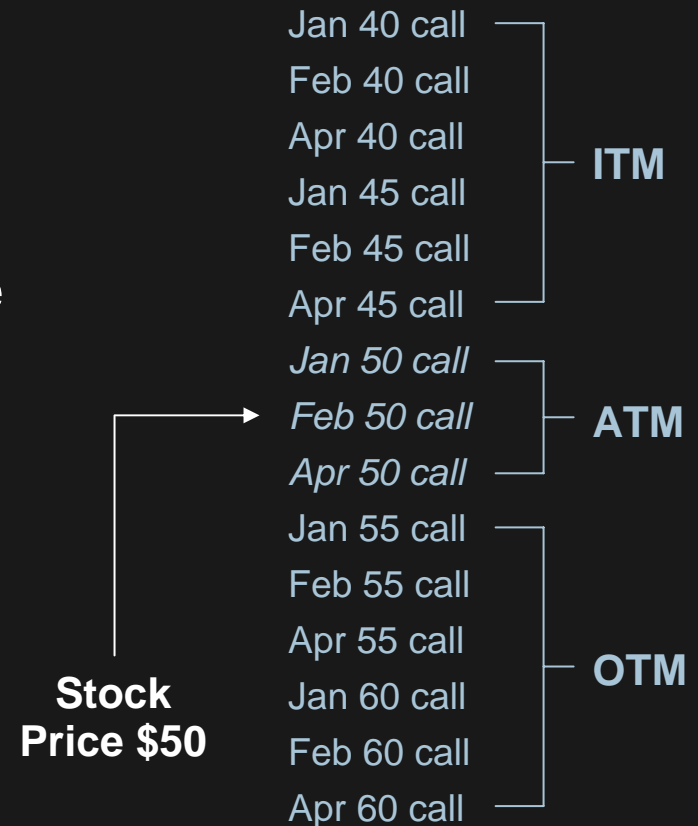 Jan 40 call
Feb 40 call
Apr 40 call
Jan 45 call
Feb 45 call
Apr 45 call
ITM
Jan 50 call
Feb 50 call
Apr 50 call
ATM
Jan 55 call
Feb 55 call
Apr 55 call
Jan 60 call
Feb 60 call
Apr 60 call
OTM
Stock
Price $50